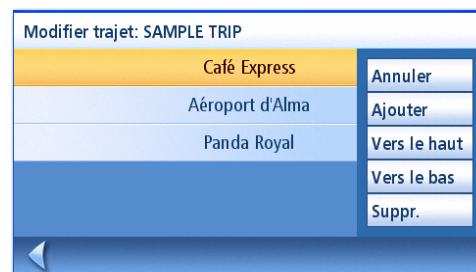 Modifier trajet: SAMPLE TRIP
Café Express
Aéroport d'Alma
Panda Royal
Annuler
Ajouter
Vers le haut
Vers le bas
Suppr.